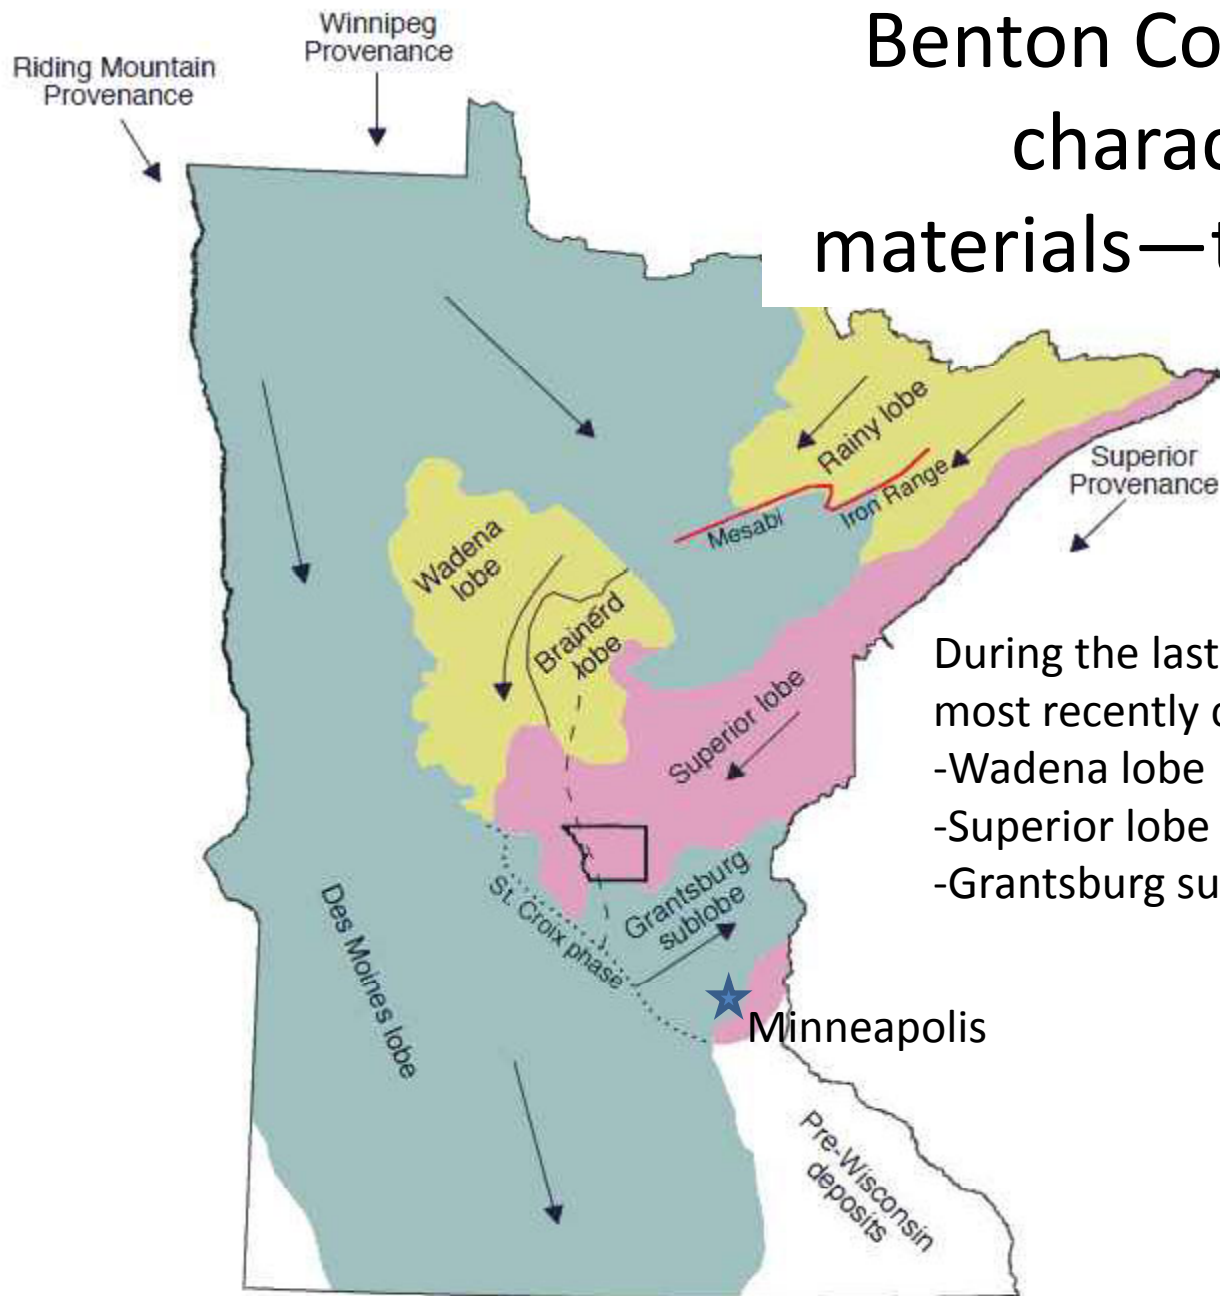 Winnipeg
Provenance
Riding Mountain
Provenance
Benton Co
charac
materials—t
Rainy lobe
Mesabi
Iron Range
Superior
Provenance
Wadena
lobe
Brainerd
lobe
Superior lobe
During the last
most recently c
-Wadena lobe
-Superior lobe
-Grantsburg su
Grantsburg
sublobe
St. Croix phase
Des Moines lobe
Minneapolis
Pre-Wisconsin
deposits